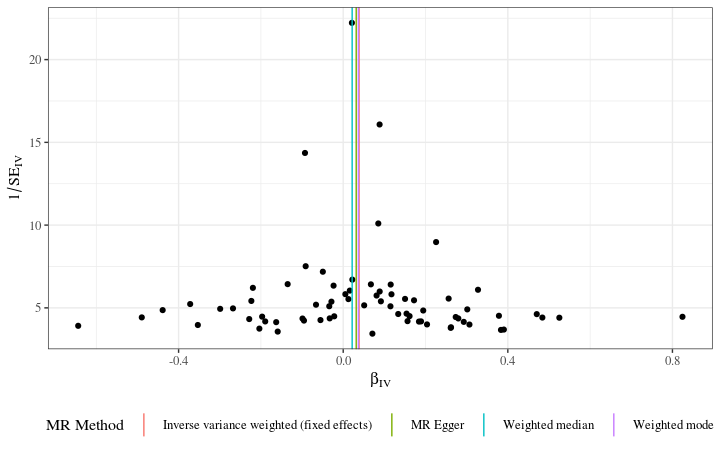 1/SE_IV
20
15
10
5
-0.4
0.0
0.4
0.8
β_IV
MR Method
Inverse variance weighted (fixed effects)
MR Egger
Weighted median
Weighted mode